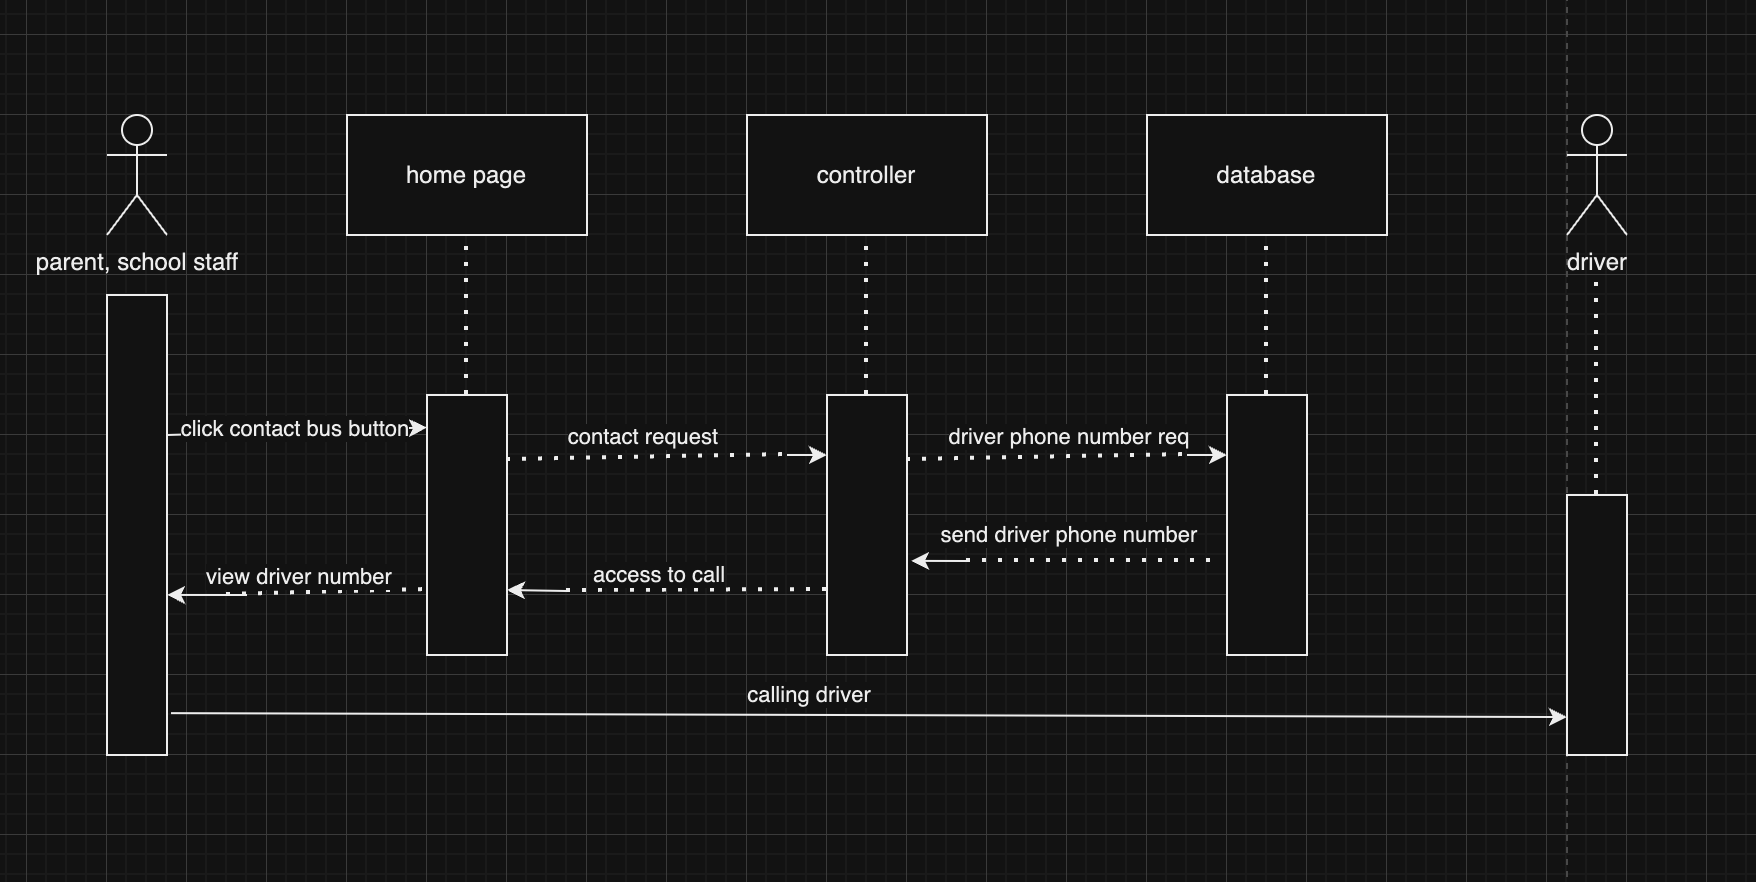 home page
controller
database
parent, school staff
driver
click contact bus button
contact request
driver phone number req
send driver phone number
access to call
view driver number
calling driver